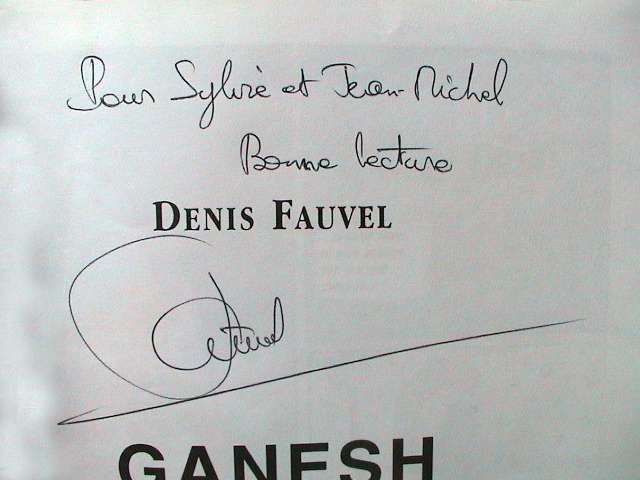 Pour Sylvie et Jean-Michel
Bonne lecture
DENIS FAUVEL
GANESH